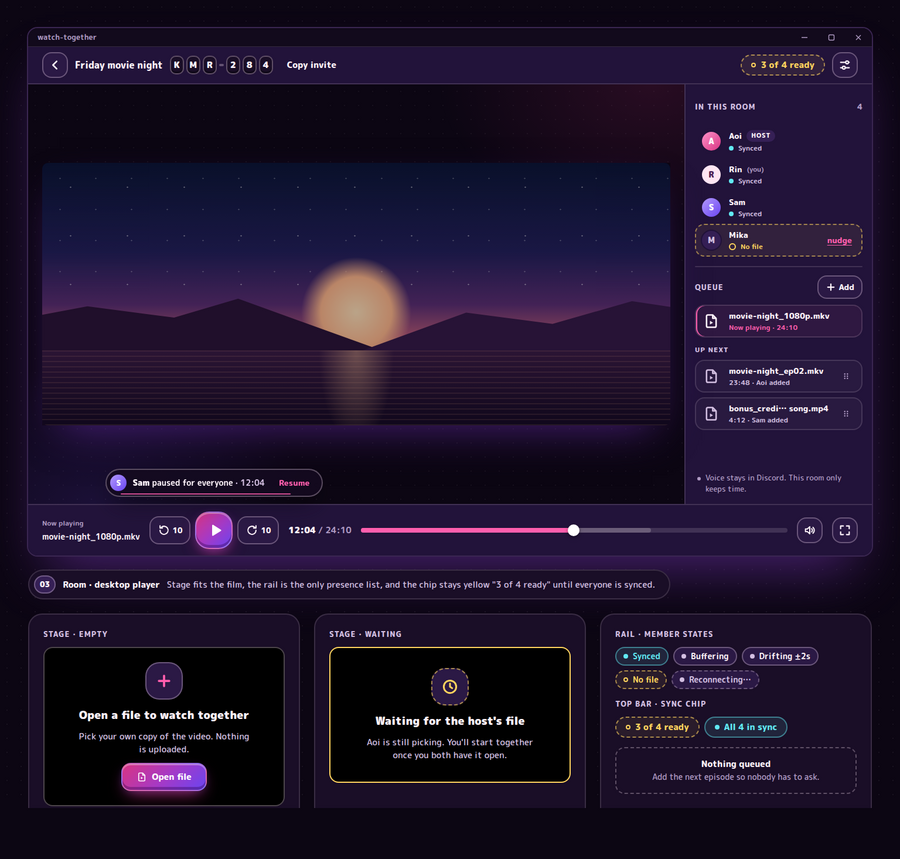 watch-together
Friday movie night K M R - 2 8 4 Copy invite
3 of 4 ready
IN THIS ROOM 4
A Aoi HOST
Synced
R Rin (you)
Synced
S Sam
Synced
M Mika
No file nudge
QUEUE + Add
movie-night_1080p.mkv
Now playing · 24:10
UP NEXT
movie-night_ep02.mkv
23:48 · Aoi added
bonus_credi··· song.mp4
4:12 · Sam added
Voice stays in Discord. This room only
keeps time.
S Sam paused for everyone · 12:04 Resume
Now playing
movie-night_1080p.mkv
10 10 12:04 / 24:10
03 Room · desktop player Stage fits the film, the rail is the only presence list, and the chip stays yellow "3 of 4 ready" until everyone is synced.
STAGE · EMPTY
Open a file to watch together
Pick your own copy of the video. Nothing
is uploaded.
Open file
STAGE · WAITING
Waiting for the host's file
Aoi is still picking. You'll start together
once you both have it open.
RAIL · MEMBER STATES
Synced Buffering Drifting ±2s
No file Reconnecting···
TOP BAR · SYNC CHIP
3 of 4 ready All 4 in sync
Nothing queued
Add the next episode so nobody has to ask.